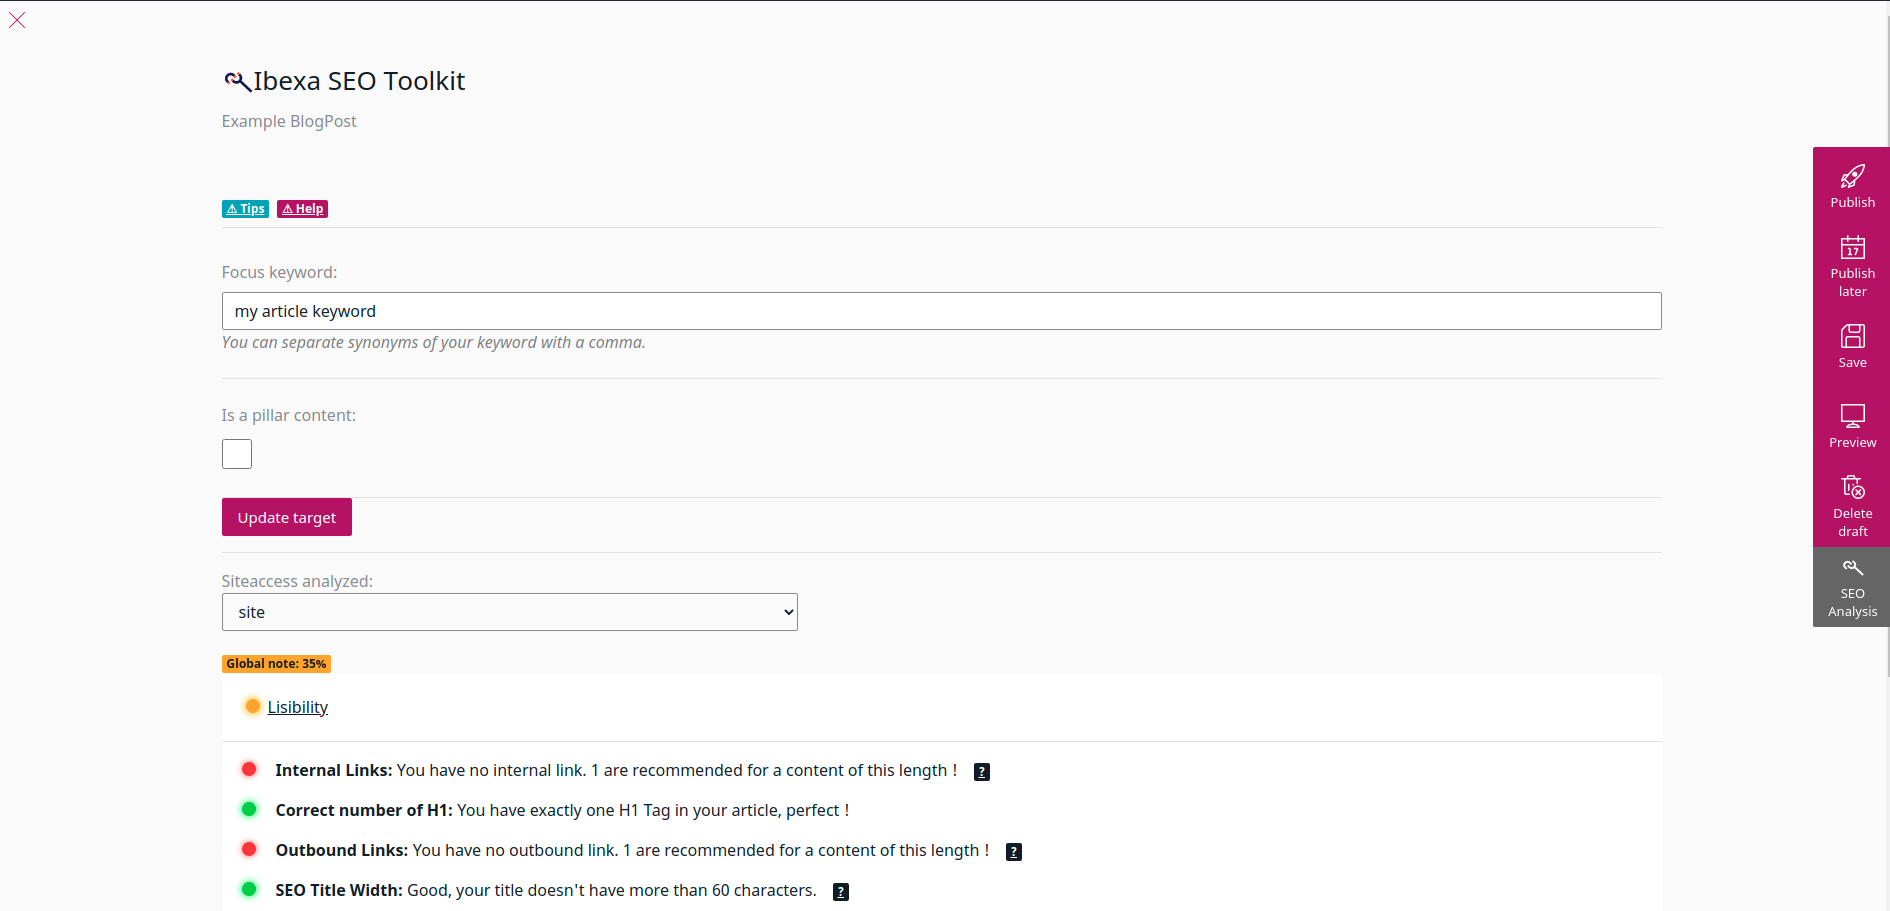 Ibexa SEO Toolkit
Example BlogPost
⚠ Tips ⚠ Help
Focus keyword:
my article keyword
You can separate synonyms of your keyword with a comma.
Is a pillar content:
Update target
Siteaccess analyzed:
site
Global note: 35%
Lisibility
Internal Links: You have no internal link. 1 are recommended for a content of this length ! ?
Correct number of H1: You have exactly one H1 Tag in your article, perfect !
Outbound Links: You have no outbound link. 1 are recommended for a content of this length ! ?
SEO Title Width: Good, your title doesn't have more than 60 characters. ?
Publish
17
Publish
later
Save
Preview
Delete
draft
SEO
Analysis